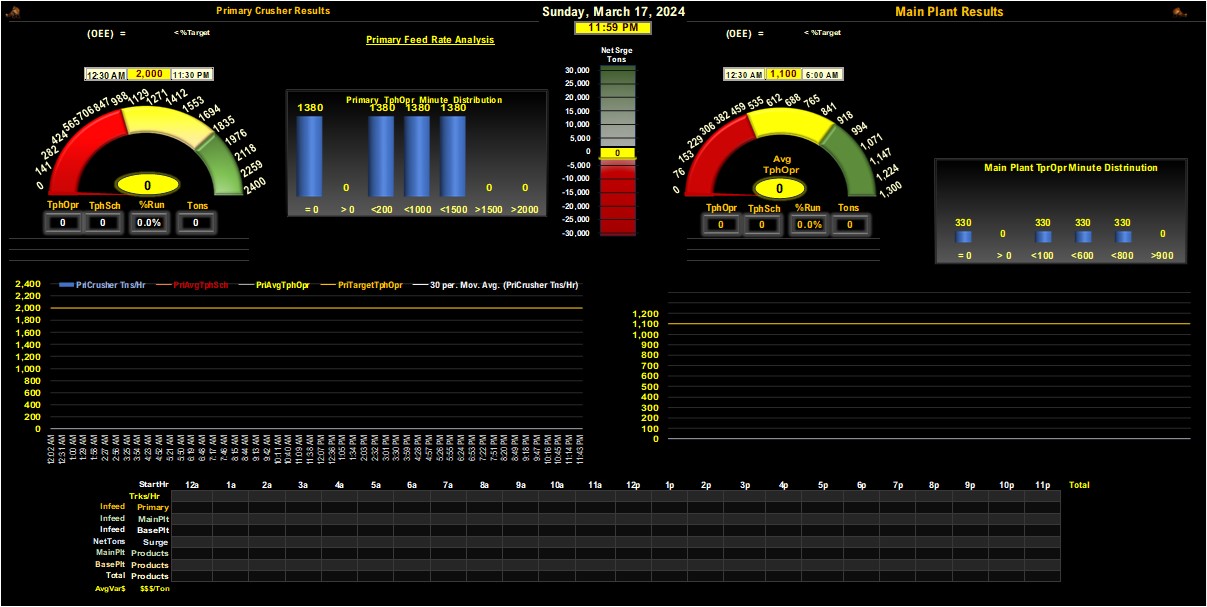 Primary Crusher Results
Sunday, March 17, 2024
Main Plant Results
11:59 PM
(OEE) = < %Target
Primary Feed Rate Analysis
(OEE) = < %Target
Net Srge
Tons
12:30 AM 2,000 11:30 PM
12:30 AM 1,100 6:00 AM
0 141 282 424 565 706 847 988 1129 1271 1412 1553 1694 1835 1976 2118 2259 2400
0
TphOpr TphSch %Run Tons
0 0 0.0% 0
Primary TphOpr Minute Distribution
1380 0 1380 1380 1380 0 0
= 0 > 0 <200 <1000 <1500 >1500 >2000
30,000
25,000
20,000
15,000
10,000
5,000
0
-5,000
-10,000
-15,000
-20,000
-25,000
-30,000
0
0 76 153 229 306 382 459 535 612 688 765 841 918 994 1,071 1,147 1,224 1,300
Avg
TphOpr
0
TphOpr TphSch %Run Tons
0 0 0.0% 0
Main Plant TprOpr Minute Distrinution
330 0 330 330 330 0
= 0 > 0 <100 <600 <800 >900
PriCrusher Tns/Hr PriAvgTphSch PriAvgTphOpr PriTargetTphOpr 30 per. Mov. Avg. (PriCrusher Tns/Hr)
2,400
2,200
2,000
1,800
1,600
1,400
1,200
1,000
800
600
400
200
0
12:02 AM 12:31 AM 1:00 AM 1:29 AM 1:58 AM 2:27 AM 2:56 AM 3:25 AM 3:54 AM 4:23 AM 4:52 AM 5:21 AM 5:50 AM 6:19 AM 6:48 AM 7:17 AM 7:46 AM 8:15 AM 8:44 AM 9:13 AM 9:42 AM 10:11 AM 10:40 AM 11:09 AM 11:38 AM 12:07 PM 12:36 PM 1:05 PM 1:34 PM 2:03 PM 2:32 PM 3:01 PM 3:30 PM 3:59 PM 4:28 PM 4:57 PM 5:26 PM 5:55 PM 6:24 PM 6:53 PM 7:22 PM 7:51 PM 8:20 PM 8:49 PM 9:18 PM 9:47 PM 10:16 PM 10:45 PM 11:14 PM 11:43 PM
1,200
1,100
1,000
900
800
700
600
500
400
300
200
100
0
StartHr 12a 1a 2a 3a 4a 5a 6a 7a 8a 9a 10a 11a 12p 1p 2p 3p 4p 5p 6p 7p 8p 9p 10p 11p Total
Trks/Hr
Infeed Primary
Infeed MainPlt
Infeed BasePlt
NetTons Surge
MainPlt Products
BasePlt Products
Total Products
AvgVar$ $$$/Ton